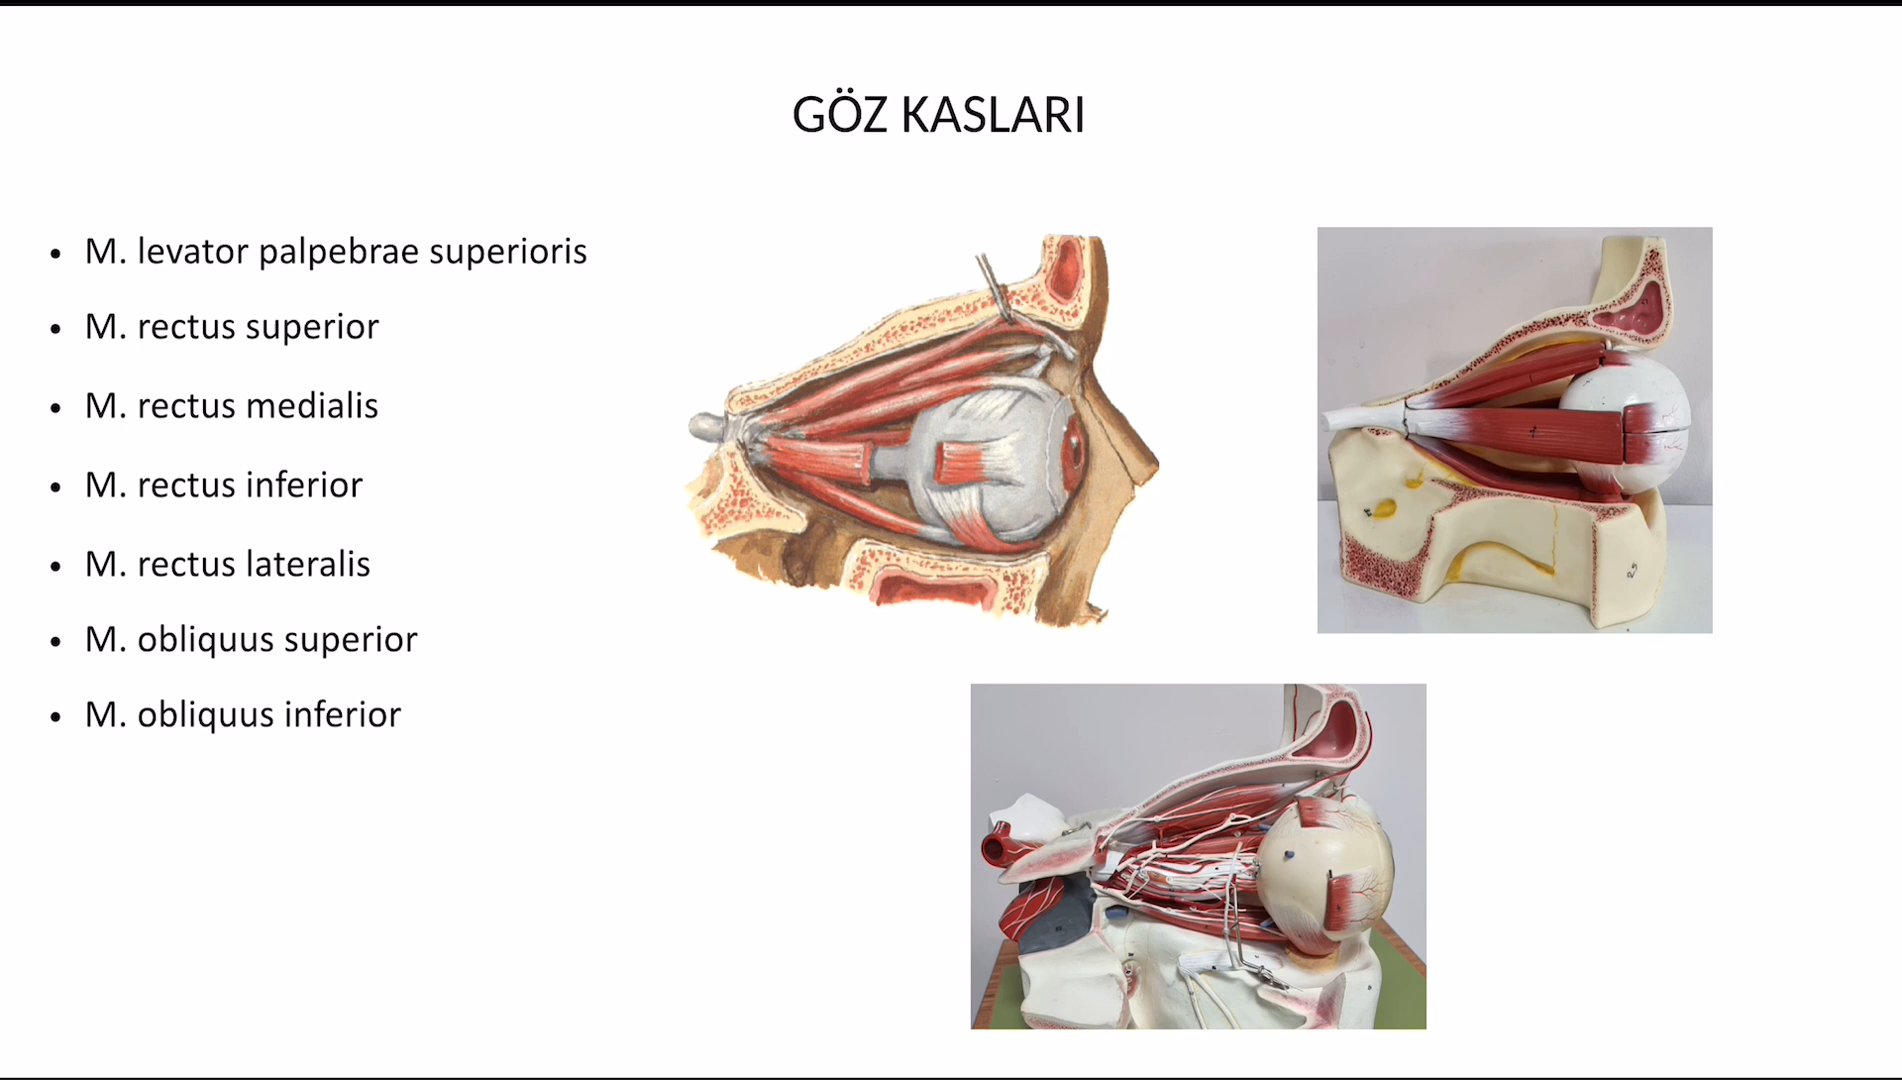 GÖZ KASLARI
• M. levator palpebrae superioris
• M. rectus superior
• M. rectus medialis
• M. rectus inferior
• M. rectus lateralis
• M. obliquus superior
• M. obliquus inferior